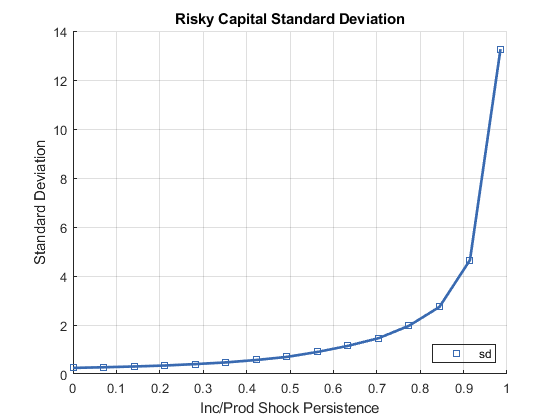 Risky Capital Standard Deviation
14
12
10
8
6
4
2
0
Standard Deviation
sd
0 0.1 0.2 0.3 0.4 0.5 0.6 0.7 0.8 0.9 1
Inc/Prod Shock Persistence